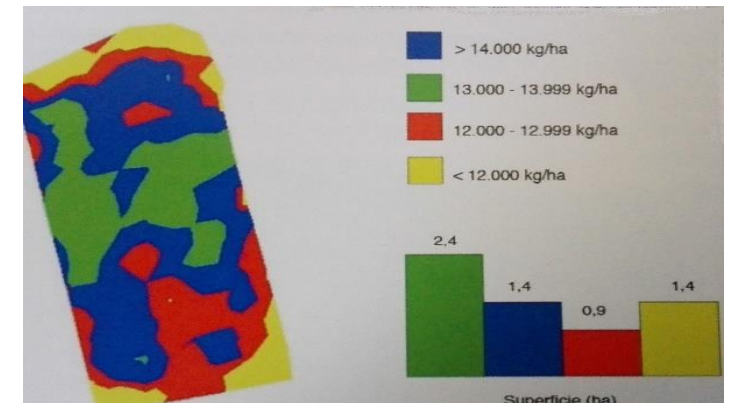 > 14.000 kg/ha
13.000 - 13.999 kg/ha
12.000 - 12.999 kg/ha
< 12.000 kg/ha
2,4
1,4
0,9
1,4
Superficie (ha)